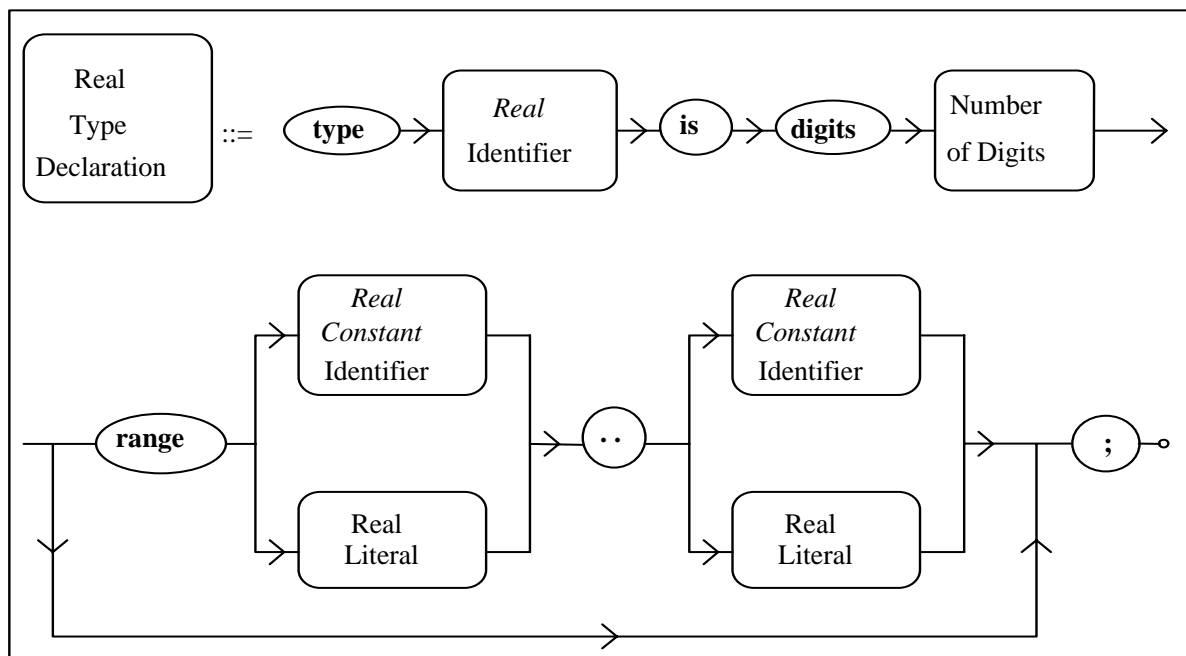 Real
Type
Declaration
::=
type
Real
Identifier
is
digits
Number
of Digits
range
Real
Constant
Identifier
Real
Literal
..
Real
Constant
Identifier
Real
Literal
;